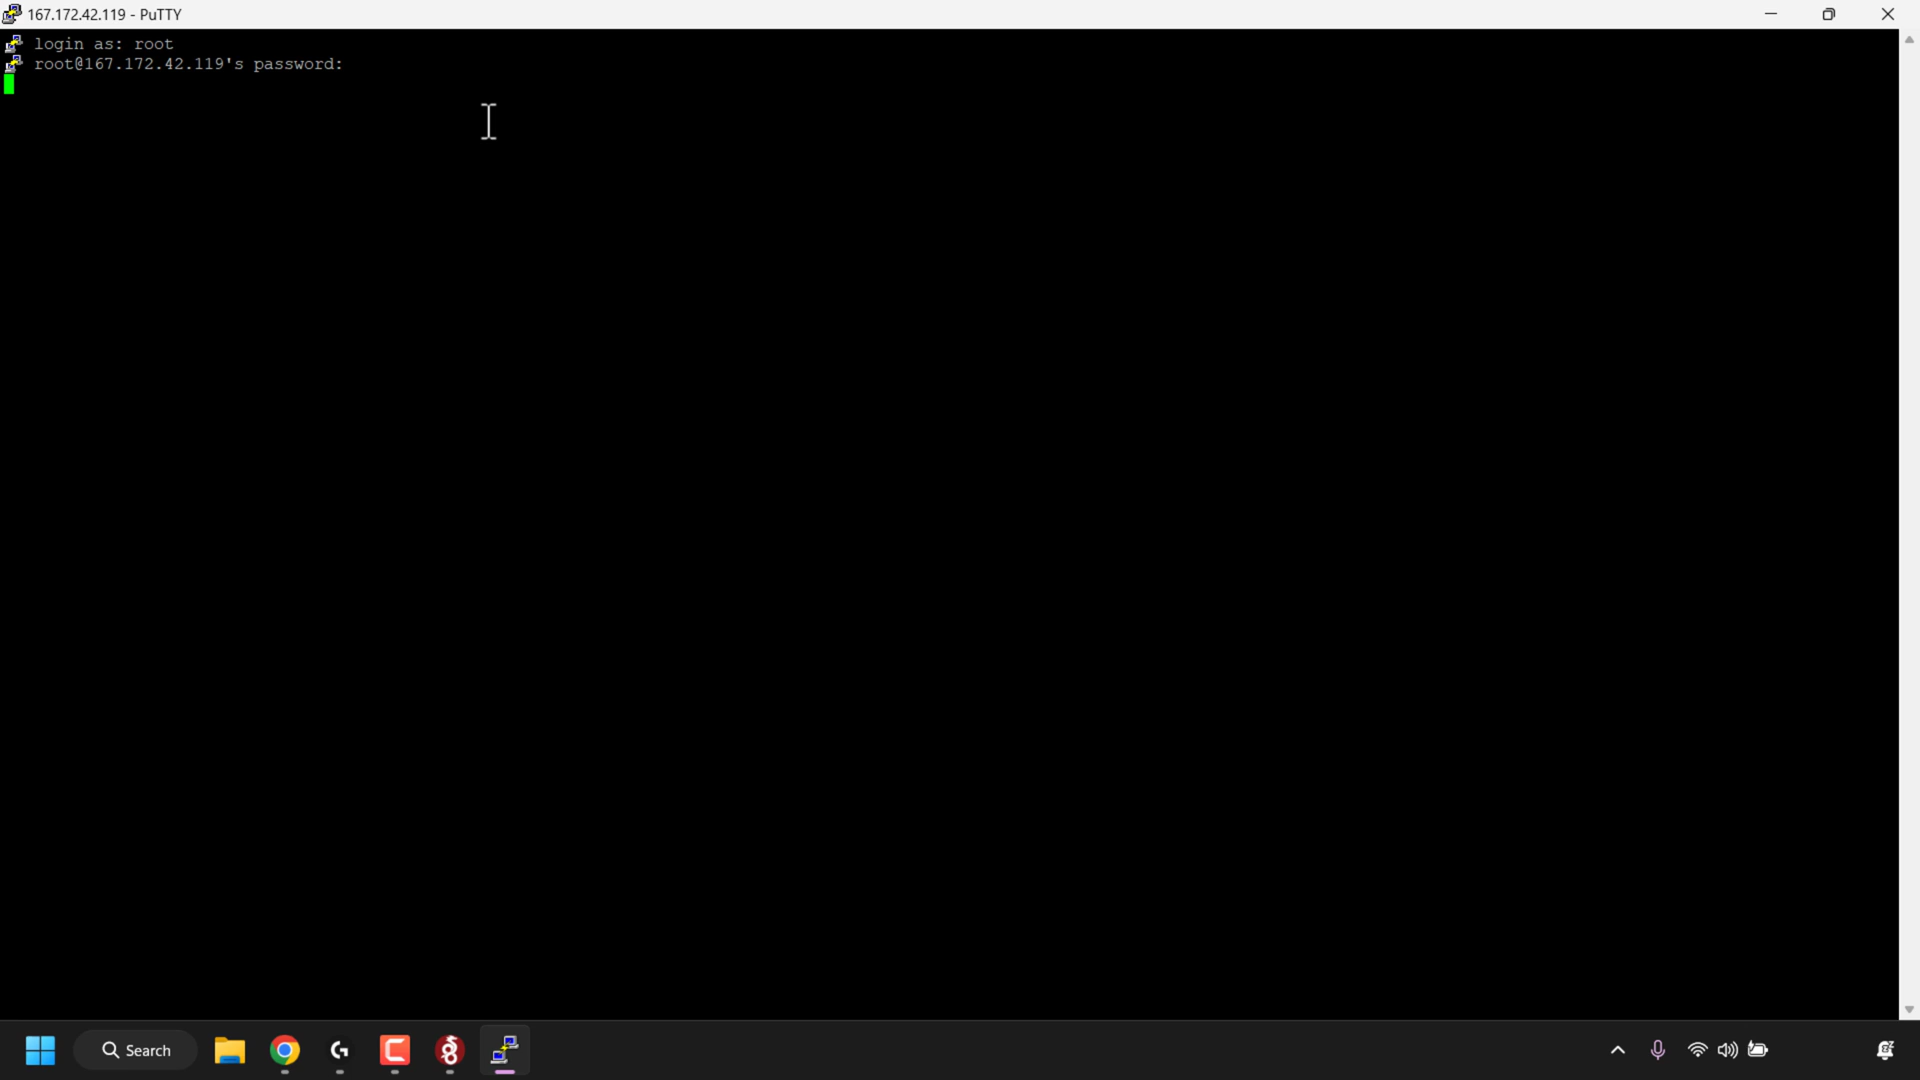 167.172.42.119 - PuTTY
login as: root
root@167.172.42.119's password:
Search